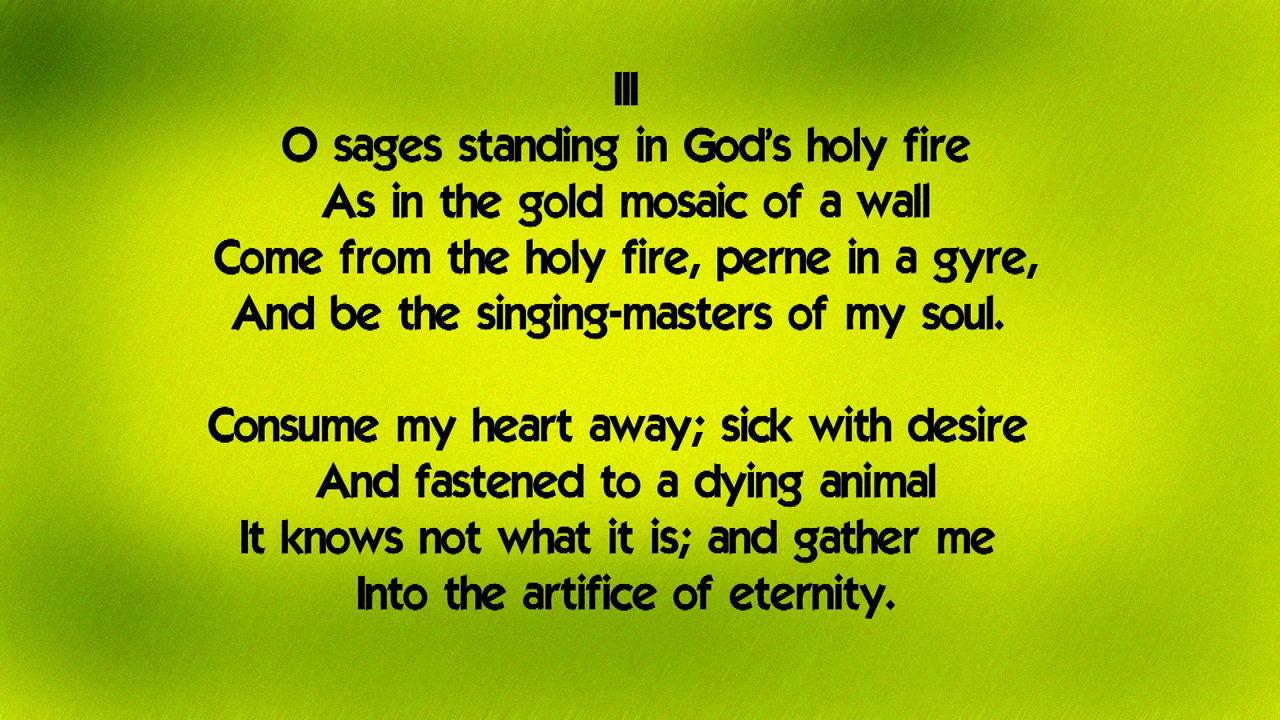 III
O sages standing in God's holy fire
As in the gold mosaic of a wall
Come from the holy fire, perne in a gyre,
And be the singing-masters of my soul.
Consume my heart away; sick with desire
And fastened to a dying animal
It knows not what it is; and gather me
Into the artifice of eternity.